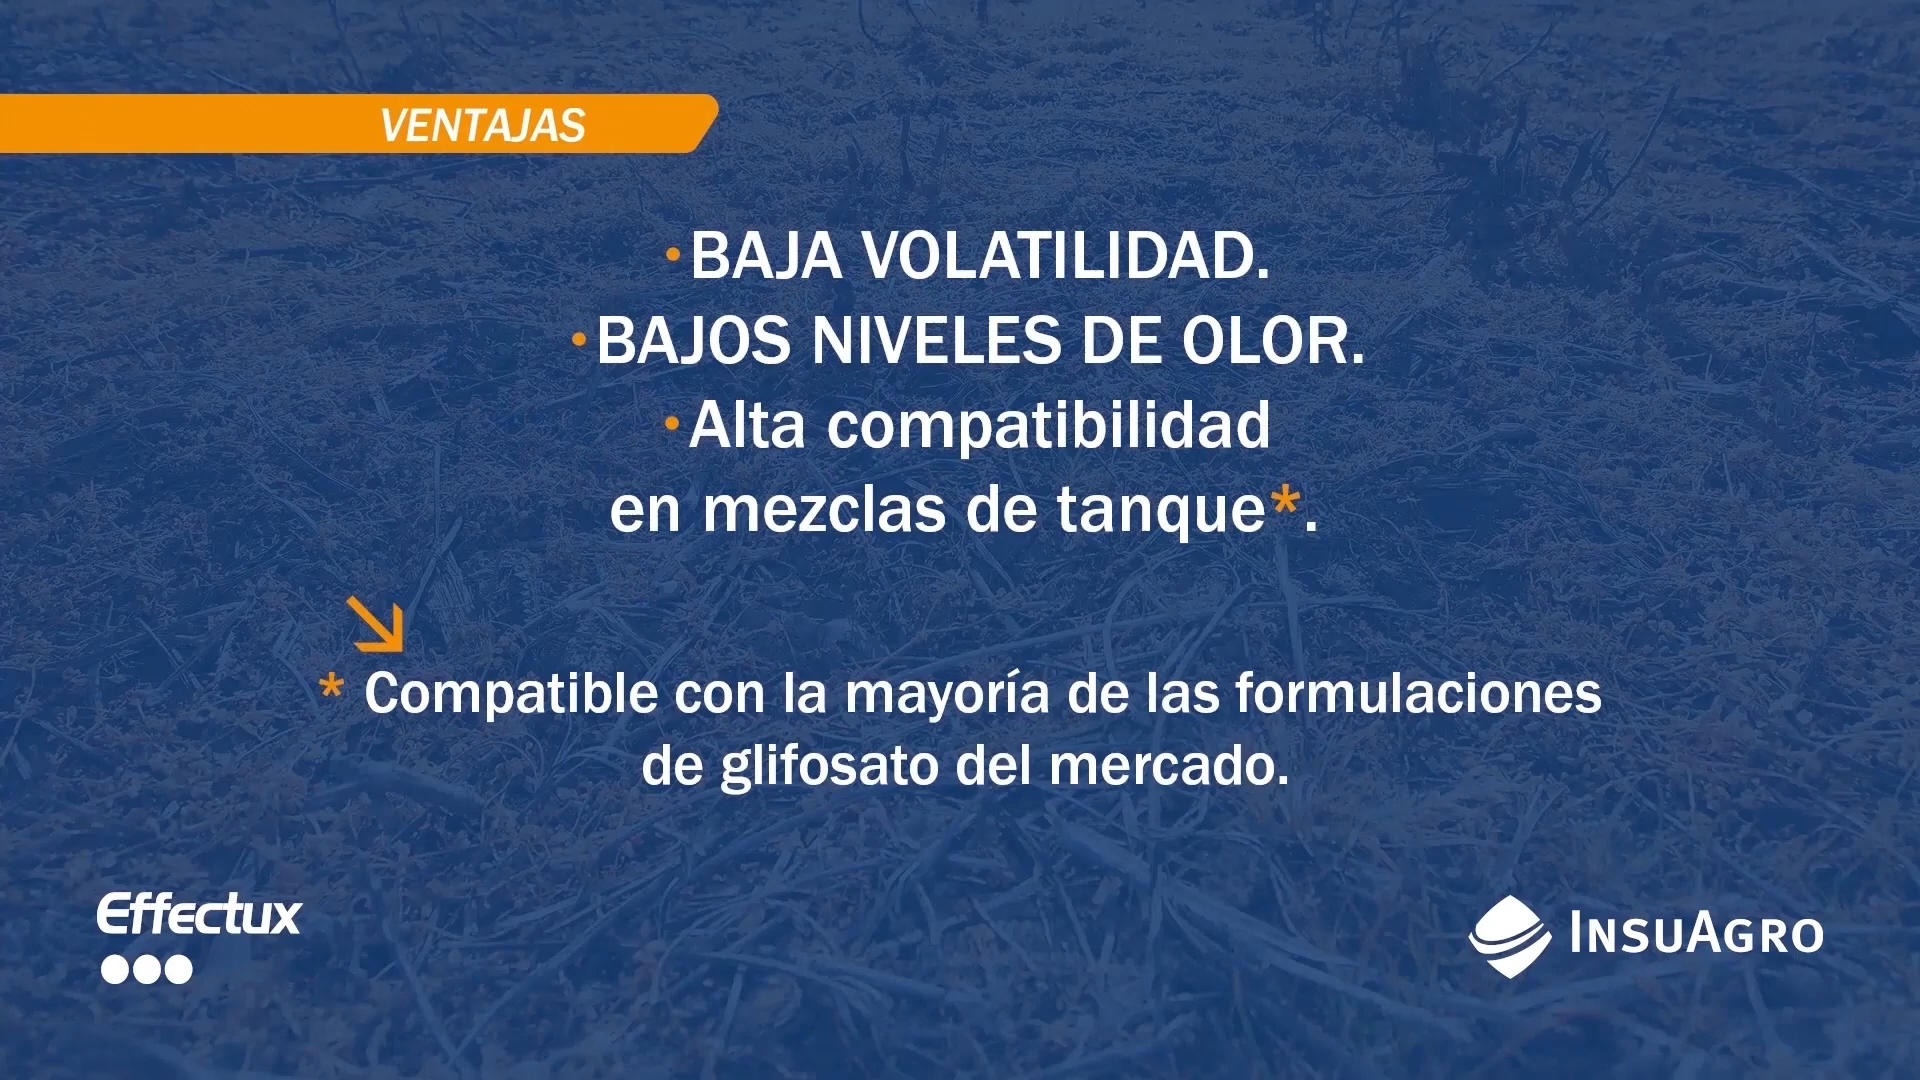 VENTAJAS
•BAJA VOLATILIDAD.
•BAJOS NIVELES DE OLOR.
•Alta compatibilidad
en mezclas de tanque*.
* Compatible con la mayoría de las formulaciones
de glifosato del mercado.
Effectux
INSUAGRO